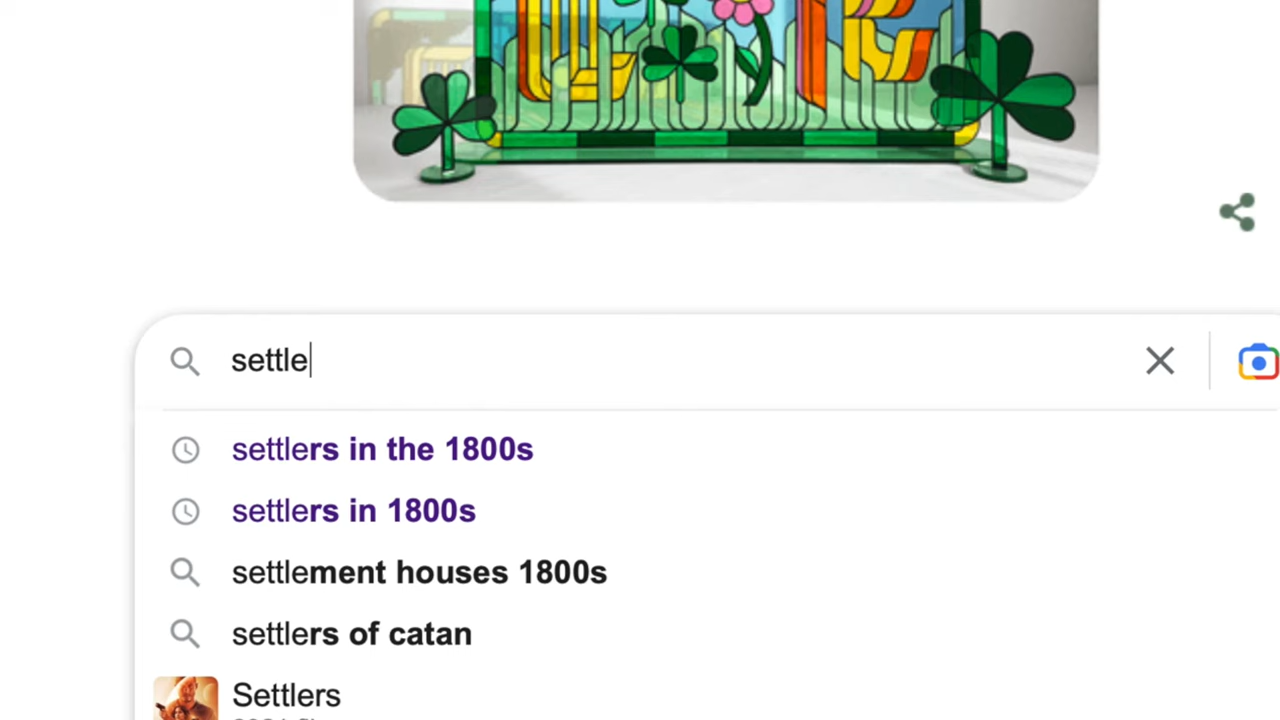 settle
settlers in the 1800s
settlers in 1800s
settlement houses 1800s
settlers of catan
Settlers